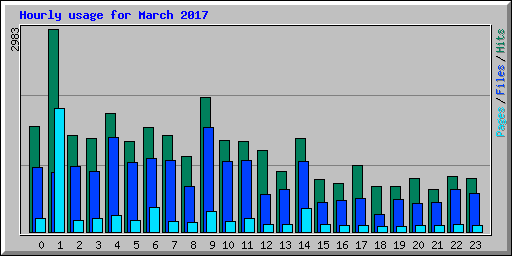 Hourly usage for March 2017
2983
Pages / Files / Hits
0 1 2 3 4 5 6 7 8 9 10 11 12 13 14 15 16 17 18 19 20 21 22 23